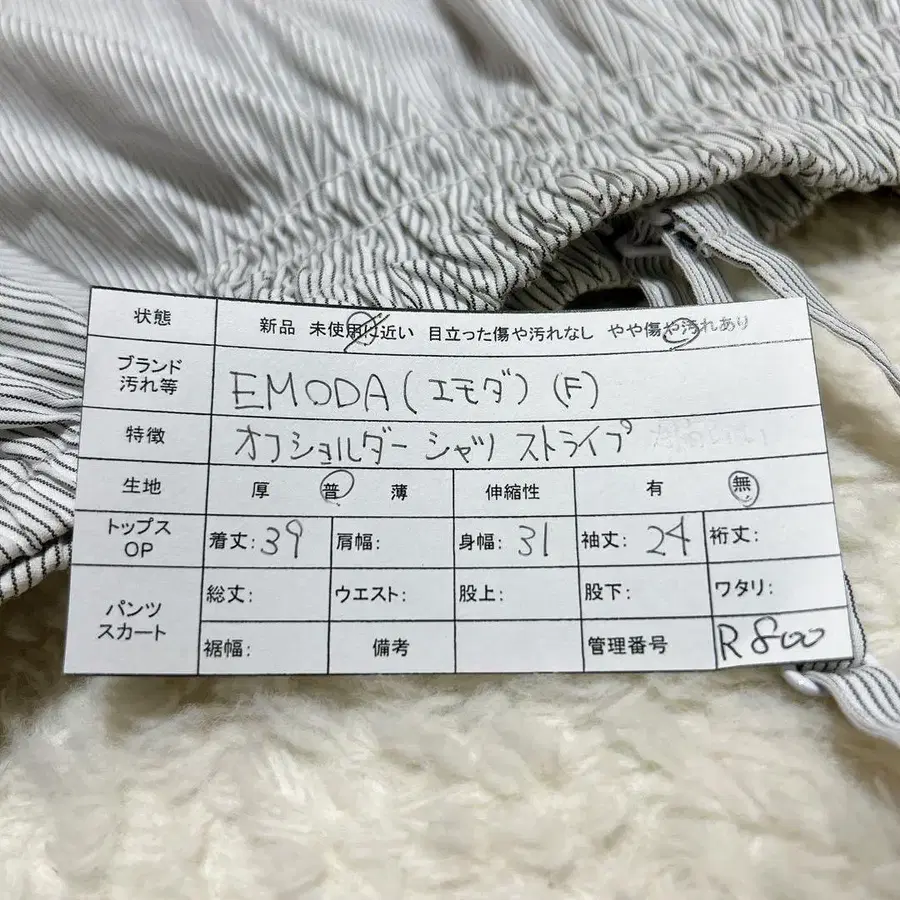 状態 新品 未使用に近い 目立った傷や汚れなし やや傷や汚れあり
ブランド 汚れ等 EMODA(エモダ) (F)
特徴 オフショルダー シャツ ストライプ
生地 厚 普 薄 伸縮性 有 無
トップス OP 着丈:39 肩幅: 身幅:31 袖丈:24 裄丈:
パンツ スカート 総丈: ウエスト: 股上: 股下: ワタリ:
裾幅: 備考 管理番号 R800